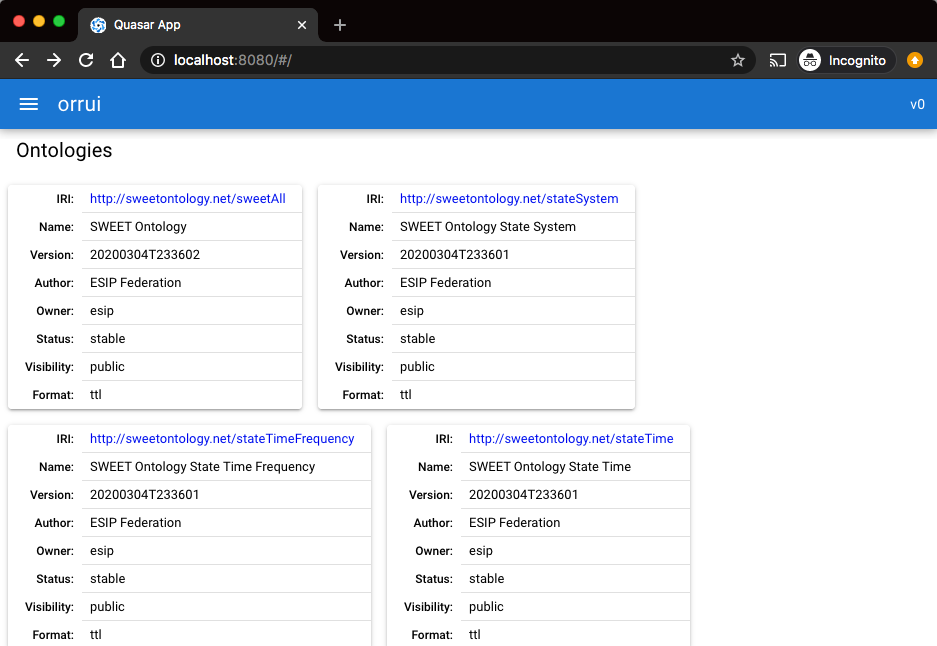 Quasar App
localhost:8080/#/
Incognito
orrui
v0
Ontologies
IRI: http://sweetontology.net/sweetAll
Name: SWEET Ontology
Version: 20200304T233602
Author: ESIP Federation
Owner: esip
Status: stable
Visibility: public
Format: ttl
IRI: http://sweetontology.net/stateSystem
Name: SWEET Ontology State System
Version: 20200304T233601
Author: ESIP Federation
Owner: esip
Status: stable
Visibility: public
Format: ttl
IRI: http://sweetontology.net/stateTimeFrequency
Name: SWEET Ontology State Time Frequency
Version: 20200304T233601
Author: ESIP Federation
Owner: esip
Status: stable
Visibility: public
Format: ttl
IRI: http://sweetontology.net/stateTime
Name: SWEET Ontology State Time
Version: 20200304T233601
Author: ESIP Federation
Owner: esip
Status: stable
Visibility: public
Format: ttl